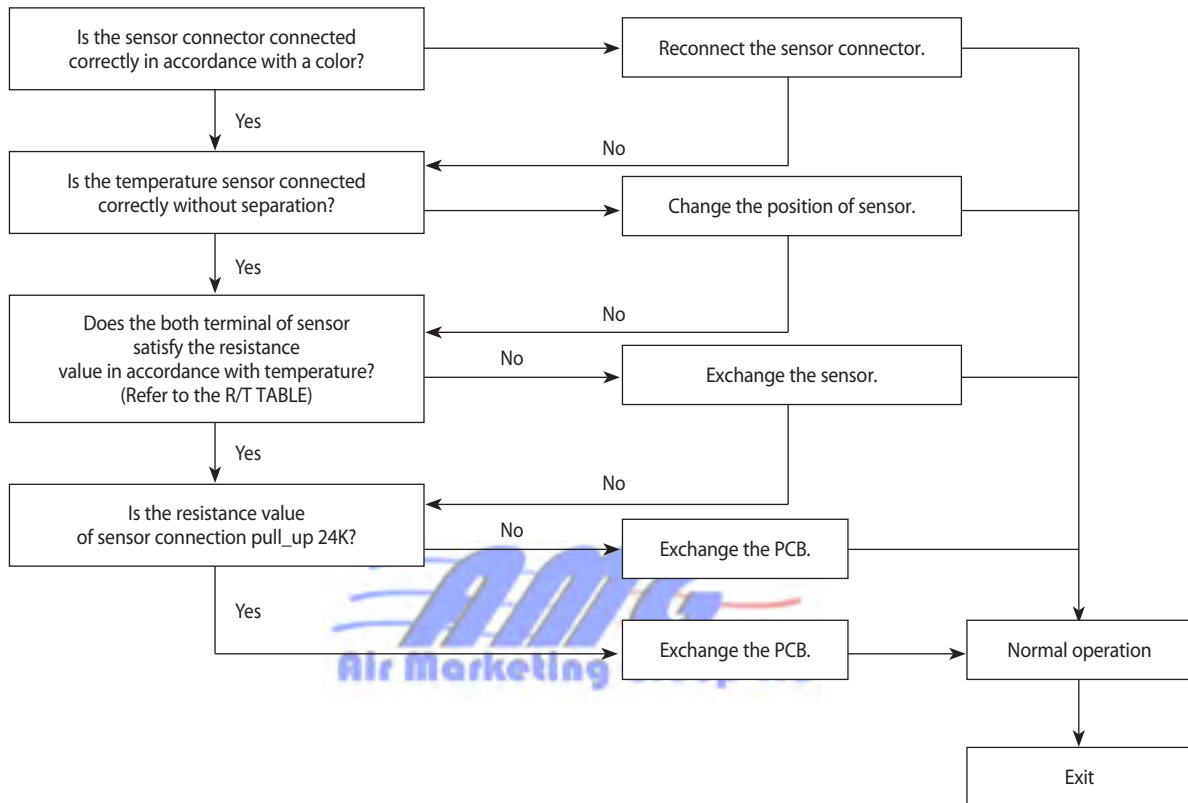 Is the sensor connector connected
correctly in accordance with a color?
Reconnect the sensor connector.
Yes
No
Is the temperature sensor connected
correctly without separation?
Change the position of sensor.
Yes
No
Does the both terminal of sensor
satisfy the resistance
value in accordance with temperature?
(Refer to the R/T TABLE)
No
Exchange the sensor.
Yes
No
Is the resistance value
of sensor connection pull_up 24K?
No
Exchange the PCB.
Yes
AMG
Air Marketing
Exchange the PCB.
Normal operation
Exit